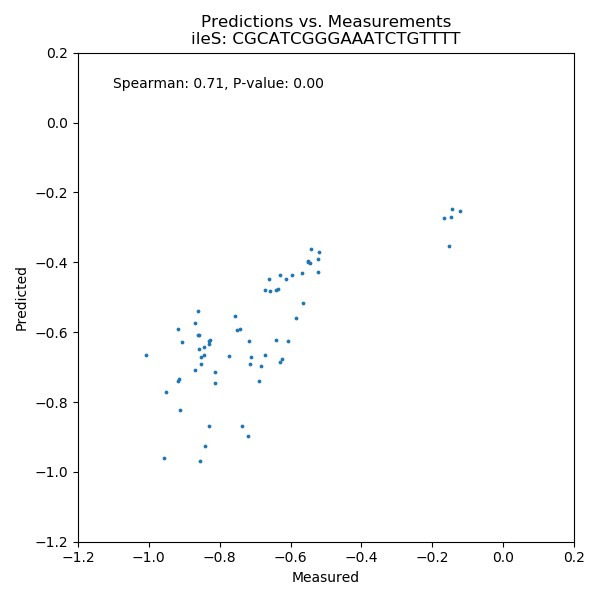 Predictions vs. Measurements
ileS: CGCATCGGGAAATCTGTTTT
Spearman: 0.71, P-value: 0.00
0.2
0.0
−0.2
−0.4
−0.6
−0.8
−1.0
−1.2
Predicted
−1.2 −1.0 −0.8 −0.6 −0.4 −0.2 0.0 0.2
Measured